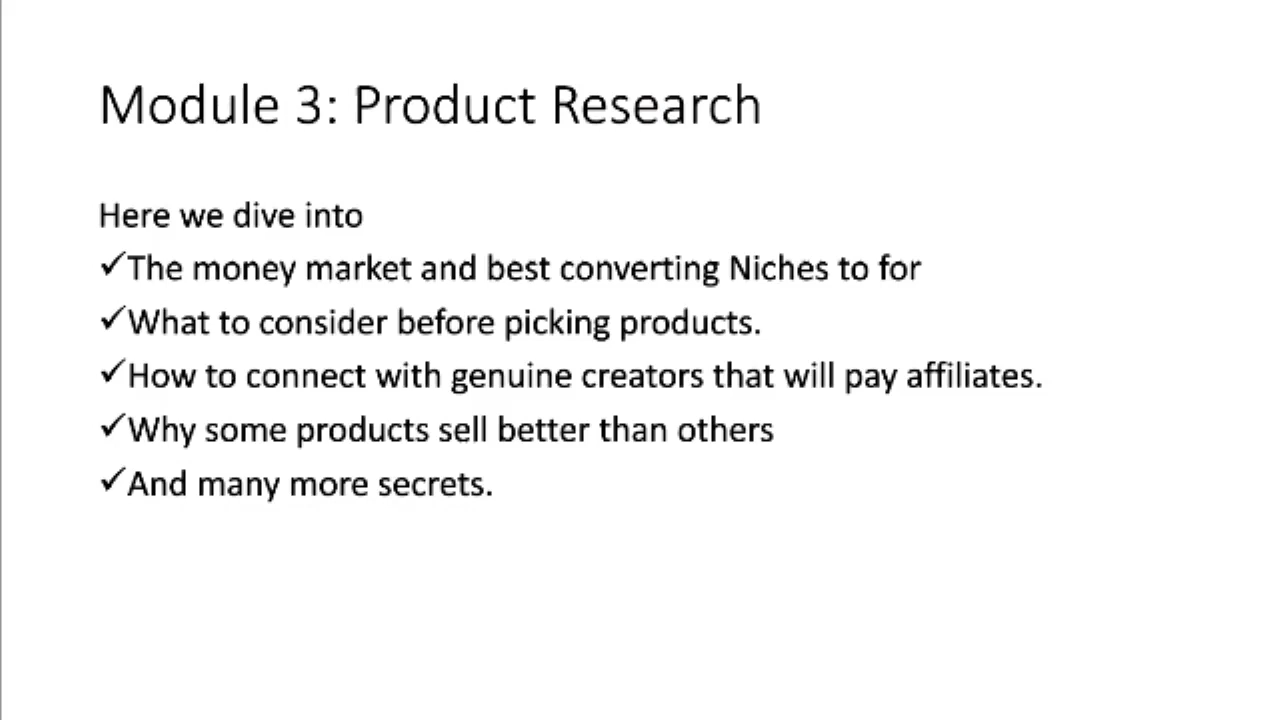 Module 3: Product Research
Here we dive into
✓The money market and best converting Niches to for
✓What to consider before picking products.
✓How to connect with genuine creators that will pay affiliates.
✓Why some products sell better than others
✓And many more secrets.